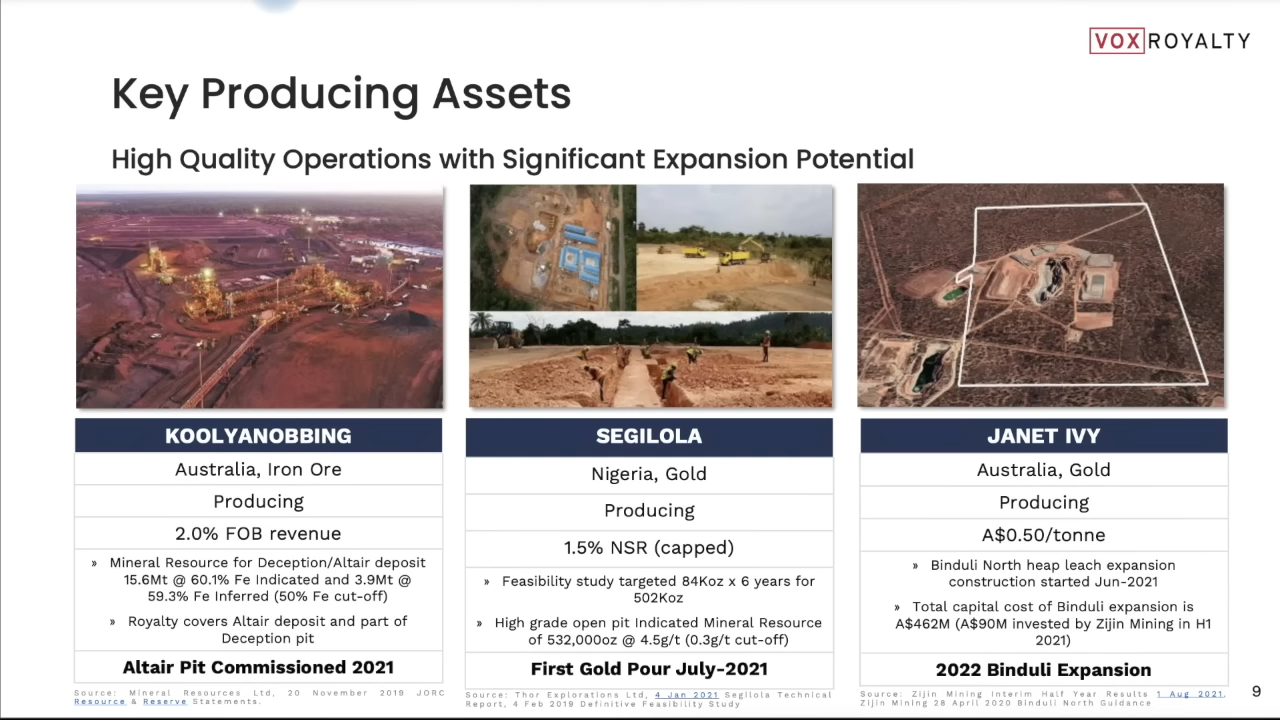 VOX ROYALTY
Key Producing Assets
High Quality Operations with Significant Expansion Potential
KOOLYANOBBING
Australia, Iron Ore
Producing
2.0% FOB revenue
» Mineral Resource for Deception/Altair deposit
15.6Mt @ 60.1% Fe Indicated and 3.9Mt @
59.3% Fe Inferred (50% Fe cut-off)
» Royalty covers Altair deposit and part of
Deception pit
Altair Pit Commissioned 2021
Source: Mineral Resources Ltd, 20 November 2019 JORC
Resource & Reserve Statements.
SEGILOLA
Nigeria, Gold
Producing
1.5% NSR (capped)
» Feasibility study targeted 84Koz x 6 years for
502Koz
» High grade open pit Indicated Mineral Resource
of 532,000oz @ 4.5g/t (0.3g/t cut-off)
First Gold Pour July-2021
Source: Thor Explorations Ltd, 4 Jan 2021 Segilola Technical
Report, 4 Feb 2019 Definitive Feasibility Study
JANET IVY
Australia, Gold
Producing
A$0.50/tonne
» Binduli North heap leach expansion
construction started Jun-2021
» Total capital cost of Binduli expansion is
A$462M (A$90M invested by Zijin Mining in H1
2021)
2022 Binduli Expansion
Source: Zijin Mining Interim Half Year Results 1 Aug 2021,
Zijin Mining 28 April 2020 Binduli North Guidance
9